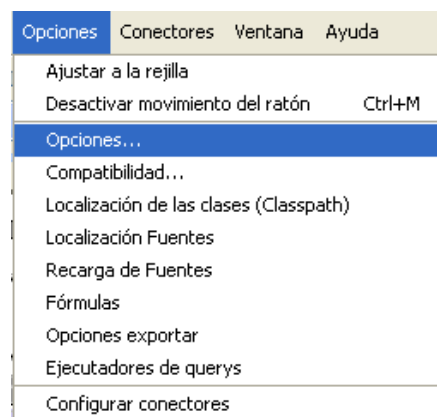 Opciones Conectores Ventana Ayuda
Ajustar a la rejilla
Desactivar movimiento del ratón Ctrl+M
Opciones...
Compatibilidad...
Localización de las clases (Classpath)
Localización Fuentes
Recarga de Fuentes
Fórmulas
Opciones exportar
Ejecutadores de querys
Configurar conectores